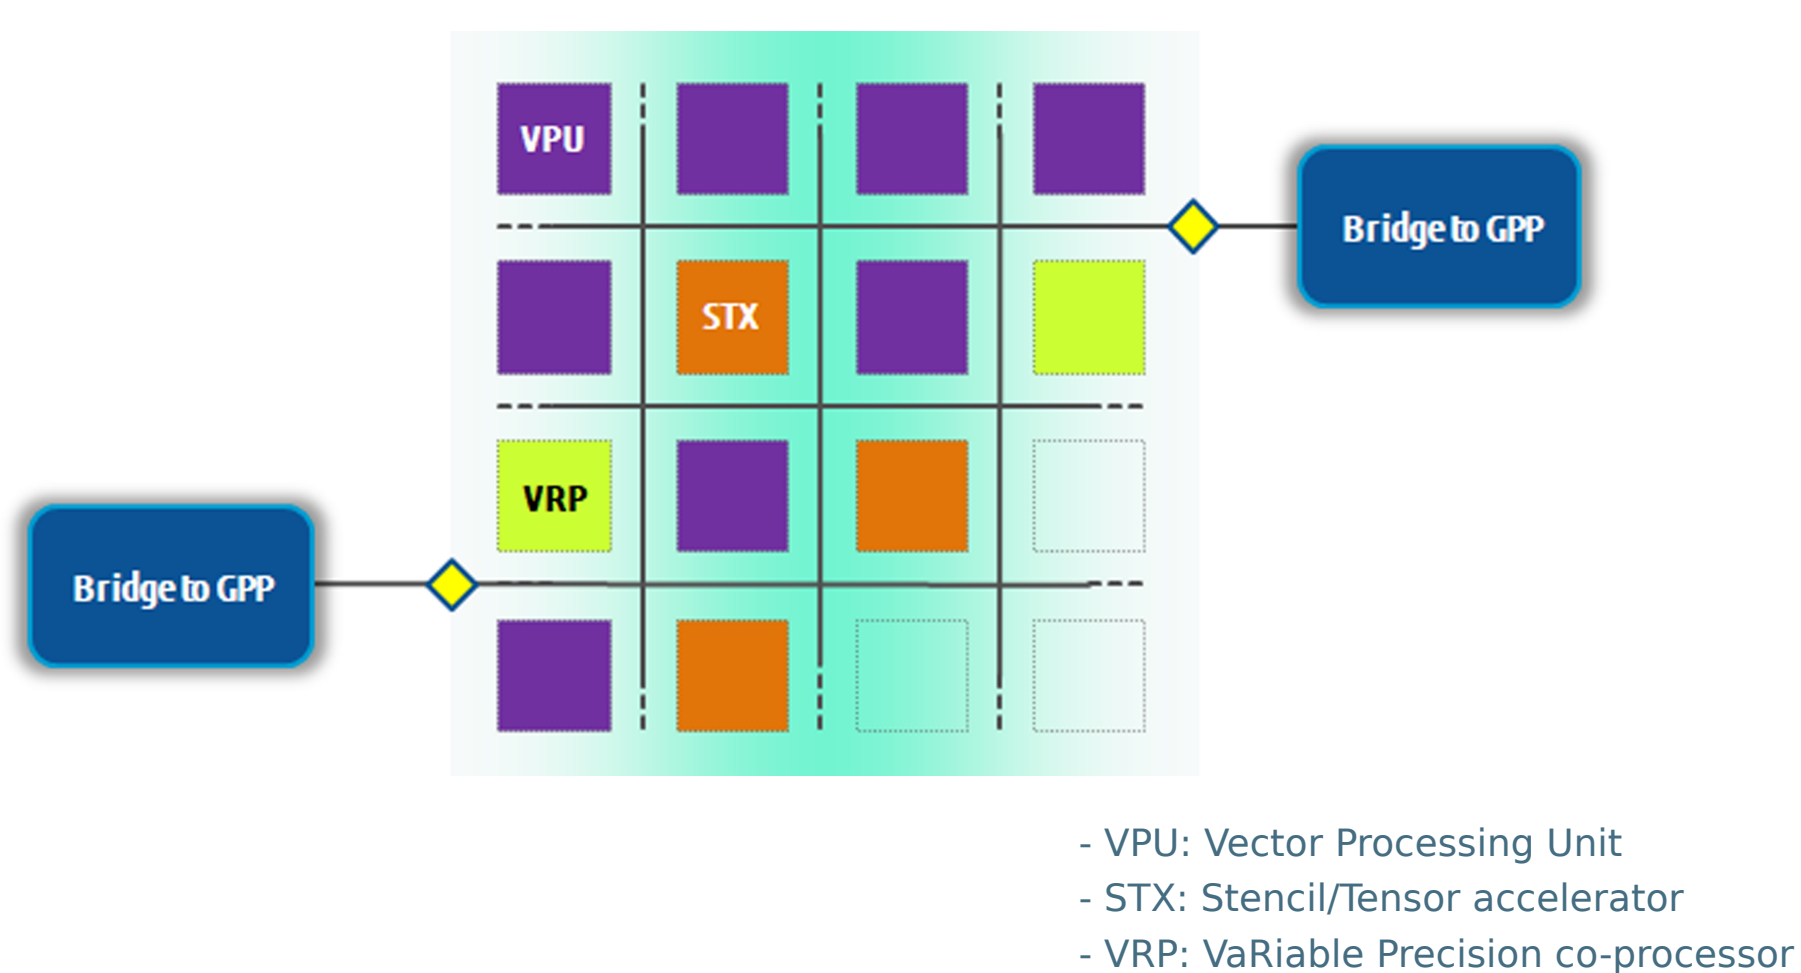 VPU
Bridge to GPP
STX
VRP
Bridge to GPP
- VPU: Vector Processing Unit
- STX: Stencil/Tensor accelerator
- VRP: VaRiable Precision co-processor